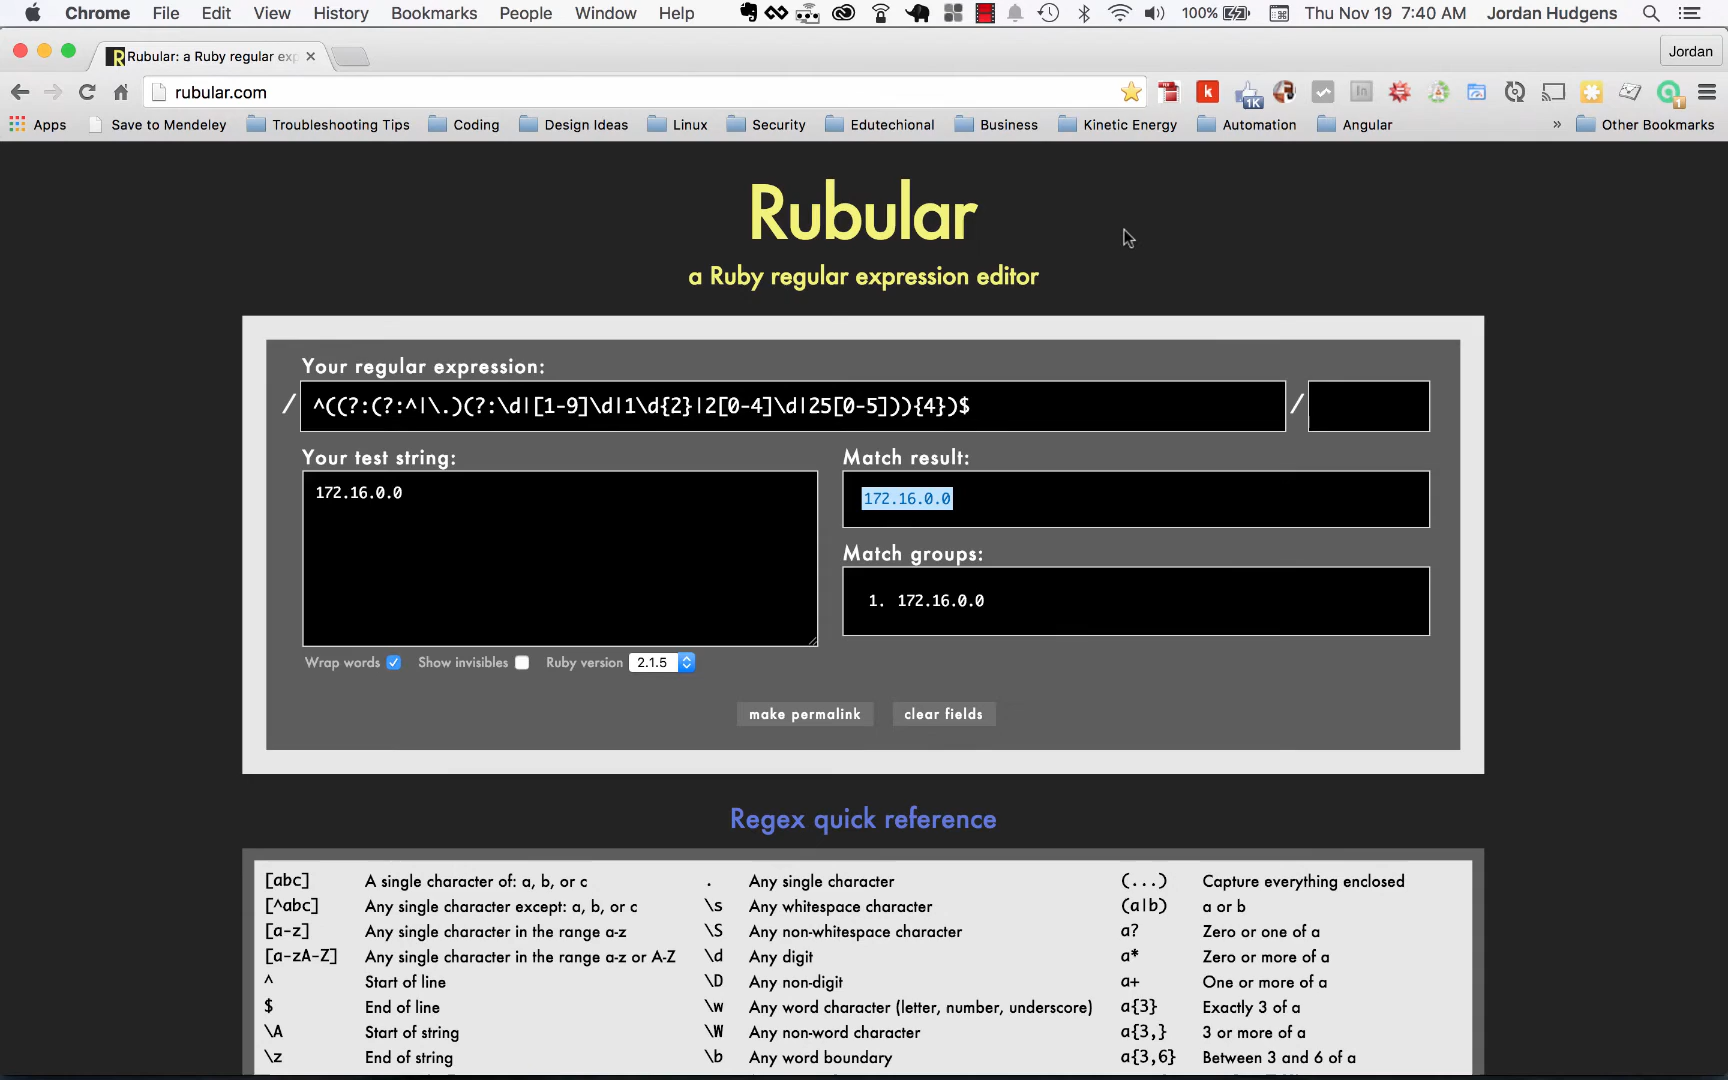 Chrome File Edit View History Bookmarks People Window Help 100% Thu Nov 19 7:40 AM Jordan Hudgens
Rubular: a Ruby regular exp Jordan
rubular.com 1K 1
Apps Save to Mendeley Troubleshooting Tips Coding Design Ideas Linux Security Edutechional Business Kinetic Energy Automation Angular » Other Bookmarks
Rubular
a Ruby regular expression editor
Your regular expression:
/ ^((?:(?:^|\.)(?:\d|[1-9]\d|1\d{2}|2[0-4]\d|25[0-5])){4})$ /
Your test string:
172.16.0.0
Match result:
172.16.0.0
Match groups:
1. 172.16.0.0
Wrap words Show invisibles Ruby version 2.1.5
make permalink clear fields
Regex quick reference
[abc] A single character of: a, b, or c . Any single character (...) Capture everything enclosed
[^abc] Any single character except: a, b, or c \s Any whitespace character (a|b) a or b
[a-z] Any single character in the range a-z \S Any non-whitespace character a? Zero or one of a
[a-zA-Z] Any single character in the range a-z or A-Z \d Any digit a* Zero or more of a
^ Start of line \D Any non-digit a+ One or more of a
$ End of line \w Any word character (letter, number, underscore) a{3} Exactly 3 of a
\A Start of string \W Any non-word character a{3,} 3 or more of a
\z End of string \b Any word boundary a{3,6} Between 3 and 6 of a